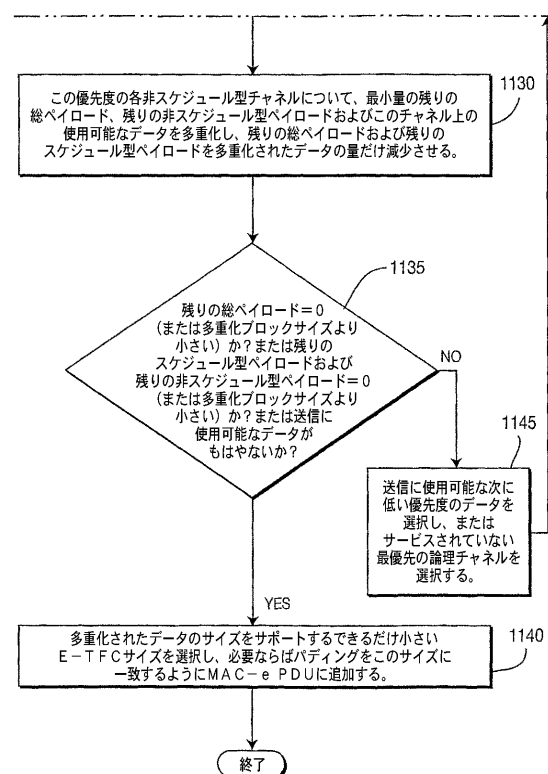 この優先度の各非スケジュール型チャネルについて、最小量の残りの
総ペイロード、残りの非スケジュール型ペイロードおよびこのチャネル上の
使用可能なデータを多重化し、残りの総ペイロードおよび残りの
スケジュール型ペイロードを多重化されたデータの量だけ減少させる。
1130
1135
残りの総ペイロード=0
(または多重化ブロックサイズより
小さい)か?または残りの
スケジュール型ペイロードおよび
残りの非スケジュール型ペイロード=0
(または多重化ブロックサイズより
小さい)か?または送信に
使用可能なデータが
もはやないか?
NO
1145
送信に使用可能な次に
低い優先度のデータを
選択し、または
サービスされていない
最優先の論理チャネルを
選択する。
YES
多重化されたデータのサイズをサポートするできるだけ小さい
E-TFCサイズを選択し、必要ならばパディングをこのサイズに
一致するようにMAC-e PDUに追加する。
1140
終了